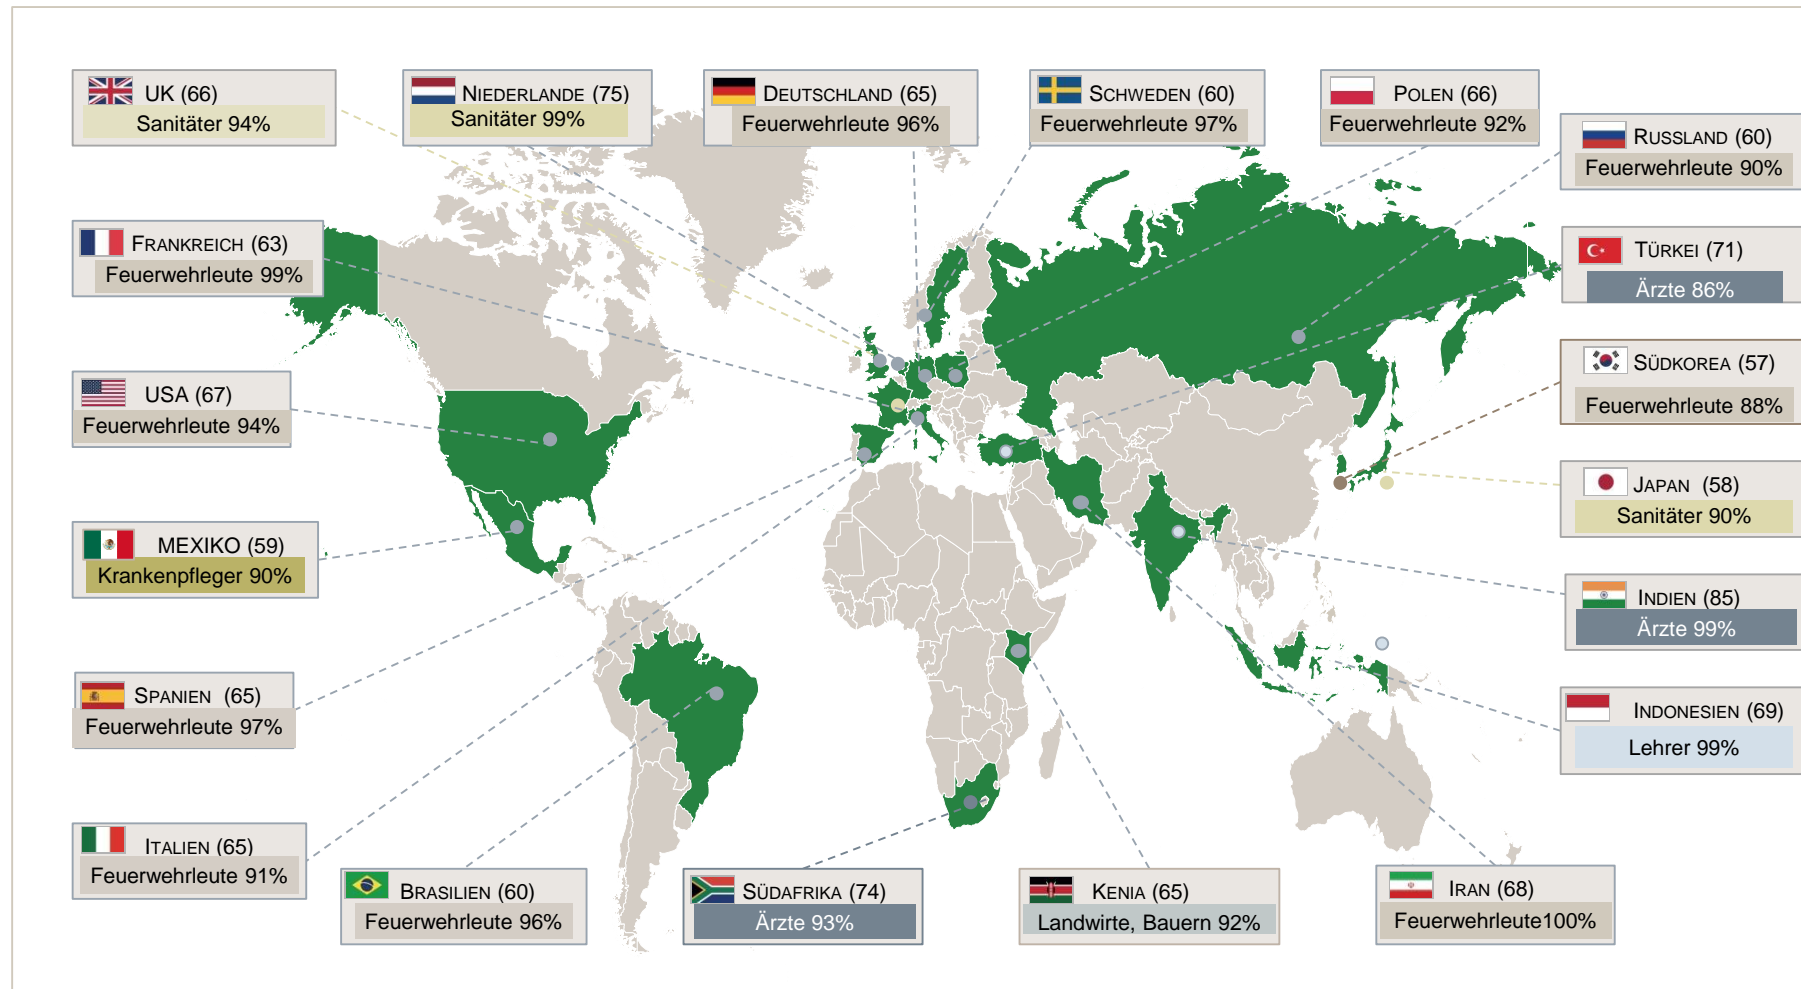 UK (66)
Sanitäter 94%
NIEDERLANDE (75)
Sanitäter 99%
DEUTSCHLAND (65)
Feuerwehrleute 96%
SCHWEDEN (60)
Feuerwehrleute 97%
POLEN (66)
Feuerwehrleute 92%
RUSSLAND (60)
Feuerwehrleute 90%
FRANKREICH (63)
Feuerwehrleute 99%
TÜRKEI (71)
Ärzte 86%
USA (67)
Feuerwehrleute 94%
SÜDKOREA (57)
Feuerwehrleute 88%
JAPAN (58)
Sanitäter 90%
MEXIKO (59)
Krankenpfleger 90%
INDIEN (85)
Ärzte 99%
SPANIEN (65)
Feuerwehrleute 97%
INDONESIEN (69)
Lehrer 99%
ITALIEN (65)
Feuerwehrleute 91%
BRASILIEN (60)
Feuerwehrleute 96%
SÜDAFRIKA (74)
Ärzte 93%
KENIA (65)
Landwirte, Bauern 92%
IRAN (68)
Feuerwehrleute100%